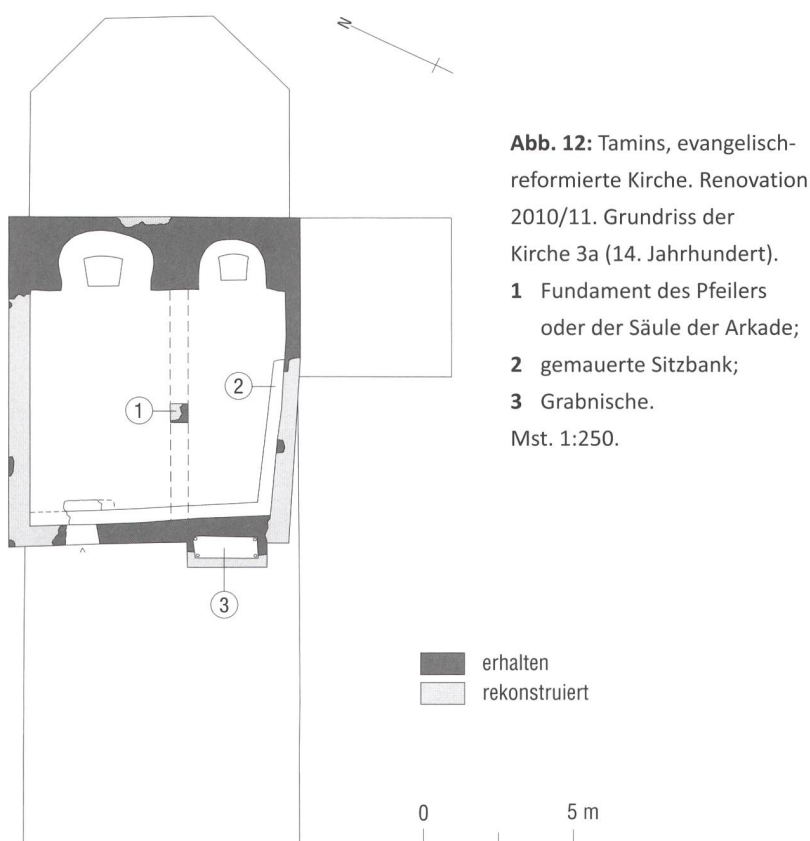 N
Abb. 12: Tamins, evangelisch-
reformierte Kirche. Renovation
2010/11. Grundriss der
Kirche 3a (14. Jahrhundert).
1 Fundament des Pfeilers
oder der Säule der Arkade;
2 gemauerte Sitzbank;
3 Grabnische.
Mst. 1:250.
1
2
3
erhalten
rekonstruiert
0 5 m